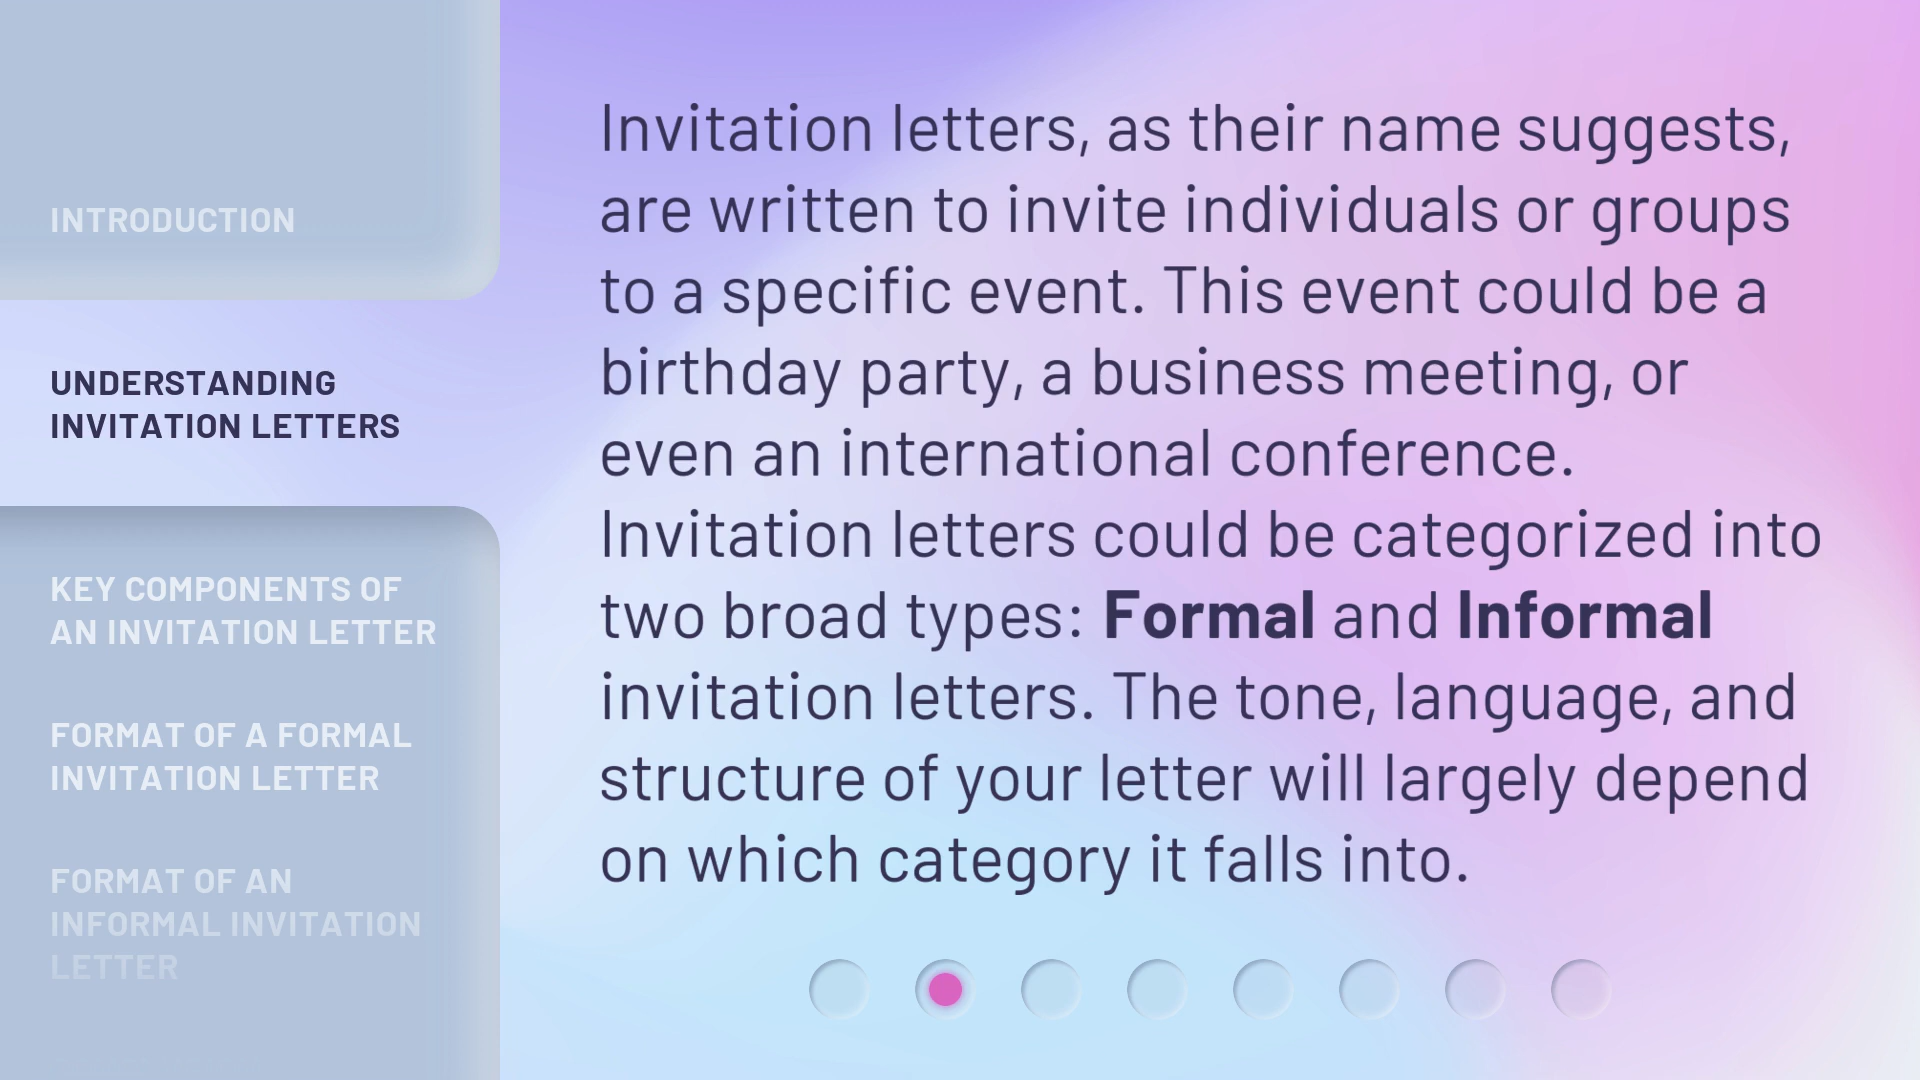 INTRODUCTION
UNDERSTANDING
INVITATION LETTERS
KEY COMPONENTS OF
AN INVITATION LETTER
FORMAT OF A FORMAL
INVITATION LETTER
FORMAT OF AN
INFORMAL INVITATION
LETTER
Invitation letters, as their name suggests,
are written to invite individuals or groups
to a specific event. This event could be a
birthday party, a business meeting, or
even an international conference.
Invitation letters could be categorized into
two broad types: Formal and Informal
invitation letters. The tone, language, and
structure of your letter will largely depend
on which category it falls into.